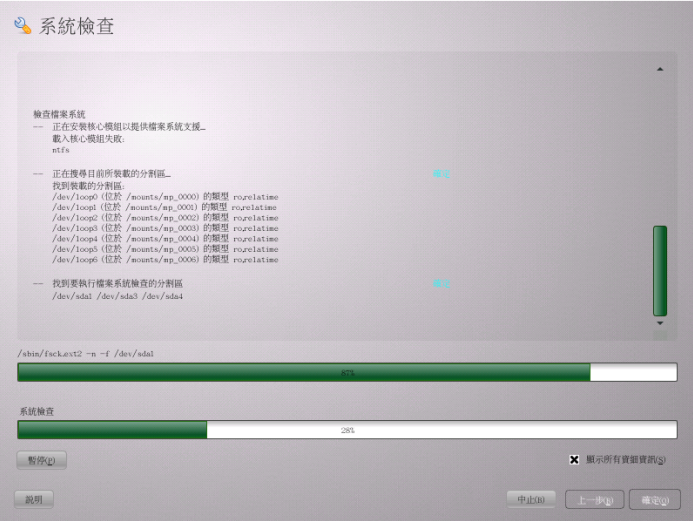 系統檢查
檢查檔案系統
—— 正在安裝核心模組以提供檔案系統支援...
載入核心模組失敗:
ntfs
—— 正在搜尋目前所裝載的分割區... 確定
找到裝載的分割區:
/dev/loop0 (位於 /mounts/mp_0000) 的類型 ro,relatime
/dev/loop1 (位於 /mounts/mp_0001) 的類型 ro,relatime
/dev/loop2 (位於 /mounts/mp_0002) 的類型 ro,relatime
/dev/loop3 (位於 /mounts/mp_0003) 的類型 ro,relatime
/dev/loop4 (位於 /mounts/mp_0004) 的類型 ro,relatime
/dev/loop5 (位於 /mounts/mp_0005) 的類型 ro,relatime
/dev/loop6 (位於 /mounts/mp_0006) 的類型 ro,relatime
—— 找到要執行檔案系統檢查的分割區 確定
/dev/sda1 /dev/sda3 /dev/sda4
/sbin/fsck.ext2 -n -f /dev/sda1
87%
系統檢查
28%
暫停(P) 顯示所有詳細資訊(S)
說明 中止(R) 上一步(B) 確定(O)